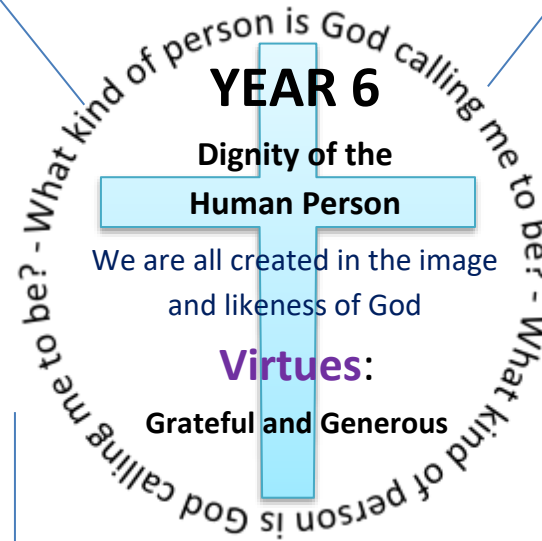 What kind of person is God calling me to be? - What kind of person is God calling me to be? -
YEAR 6
Dignity of the
Human Person
We are all created in the image
and likeness of God
Virtues:
Grateful and Generous